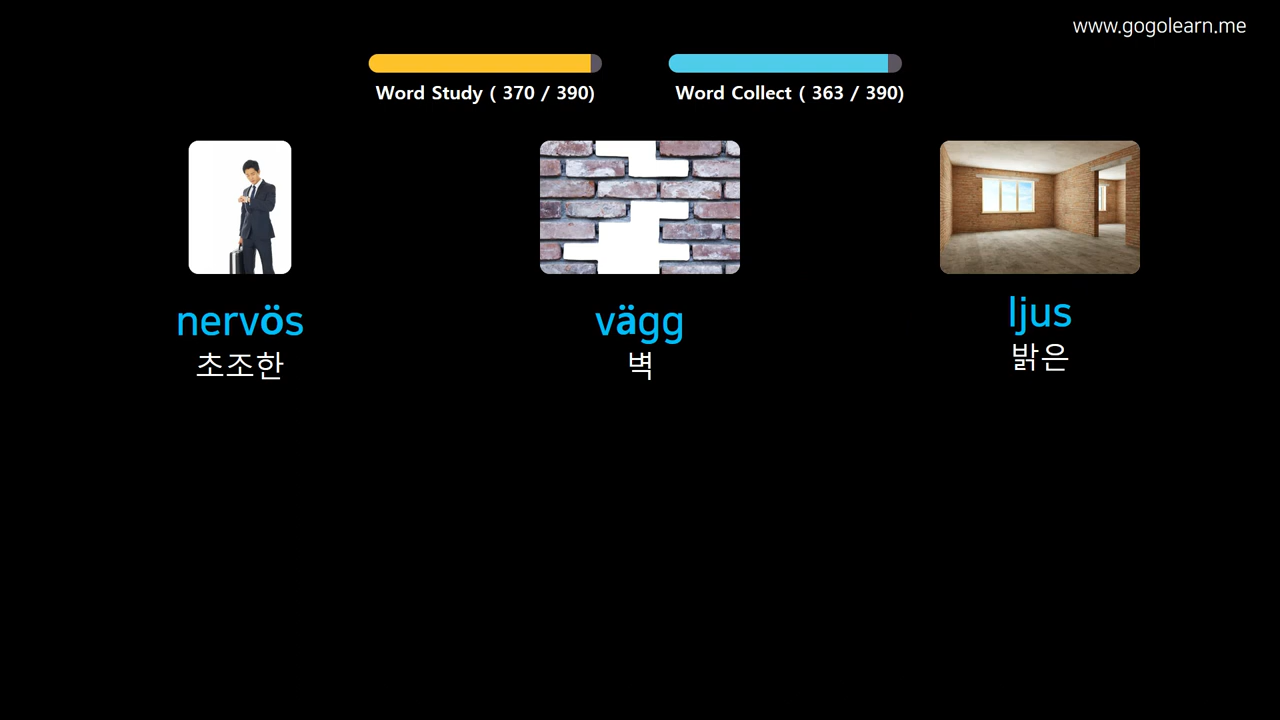 www.gogolearn.me
Word Study ( 370 / 390)
Word Collect ( 363 / 390)
nervös
초조한
vägg
벽
ljus
밝은